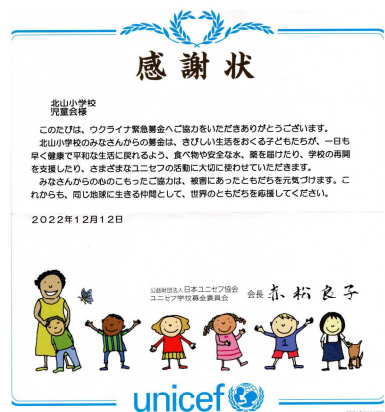 感謝状
北山小学校
児童会様
このたびは、ウクライナ緊急募金へご協力をいただきありがとうございます。
北山小学校のみなさんからの募金は、きびしい生活をおくる子どもたちが、一日も
早く健康で平和な生活に戻れるよう、食べ物や安全な水、薬を届けたり、学校の再開
を支援したり、さまざまなユニセフの活動に大切に使わせていただきます。
みなさんからの心のこもったご協力は、被害にあったともだちを元気づけます。こ
れからも、同じ地球に生きる仲間として、世界のともだちを応援してください。
2022年12月12日
公益財団法人日本ユニセフ協会
ユニセフ学校募金委員会
会長 赤松良子
1
unicef